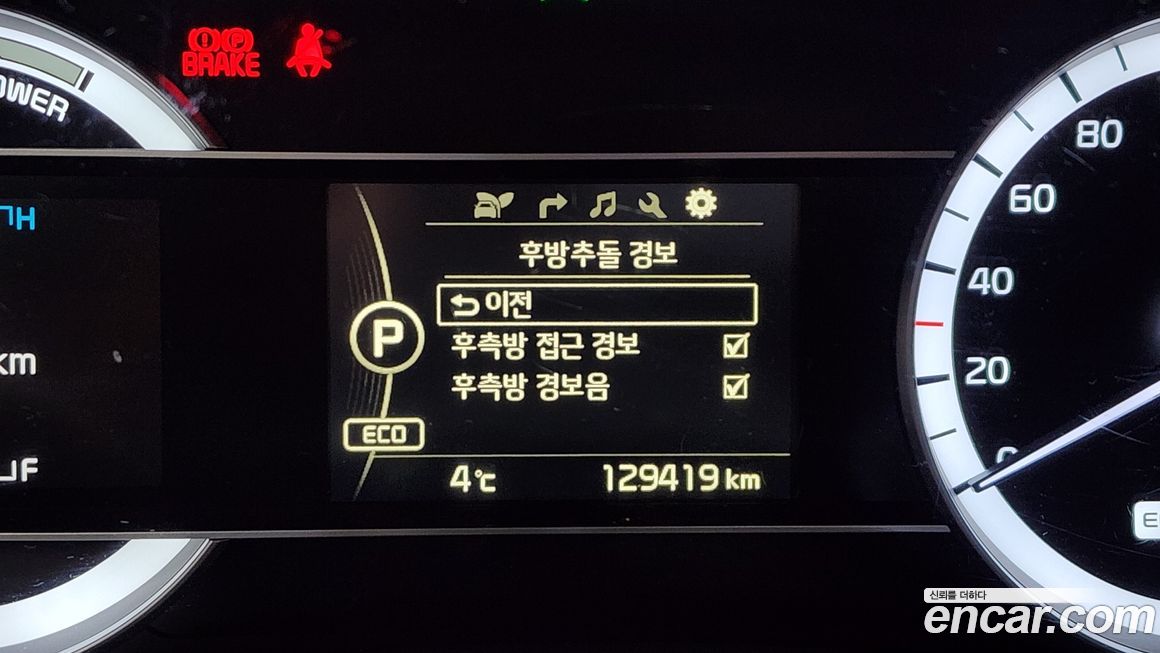 BRAKE
POWER
80
60
40
20
0
H
km
F
후방추돌 경보
이전
후측방 접근 경보
후측방 경보음
P
ECO
4℃
129419 km
신뢰를 더하다
encar.com